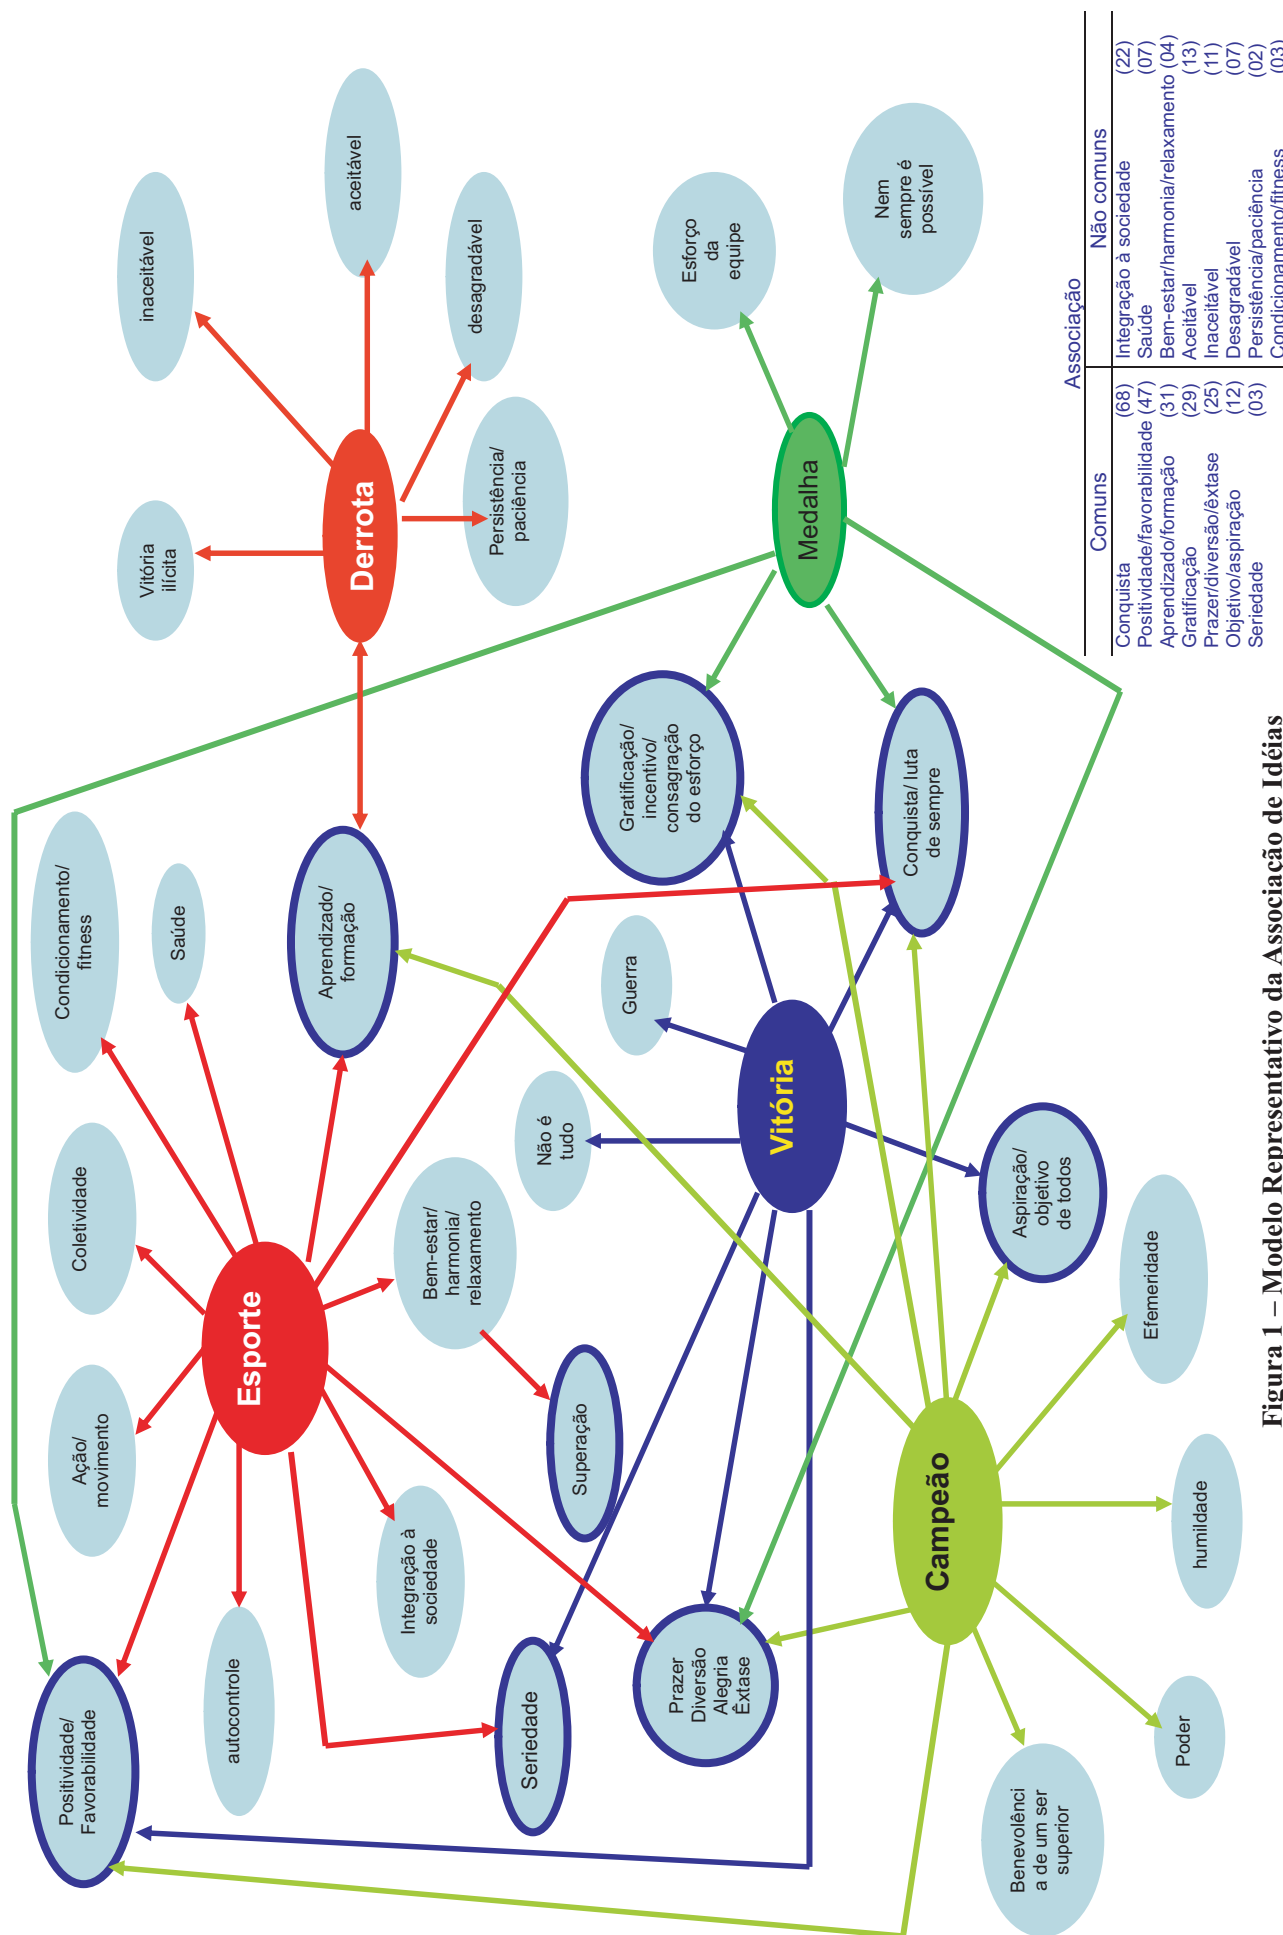 Positividade/
Favorabilidade
autocontrole
Ação/
movimento
Coletividade
Condicionamento/
fitness
Saúde
Esporte
Integração à
sociedade
Bem-estar/
harmonia/
relaxamento
Aprendizado/
formação
Superação
Seriedade
Vitória
ilícita
inaceitável
aceitável
Derrota
desagradável
Persistência/
paciência
Prazer
Diversão
Alegria
Êxtase
Não é
tudo
Guerra
Vitória
Gratificação/
incentivo/
consagração
do esforço
Conquista/ luta
de sempre
Esforço
da
equipe
Medalha
Nem
sempre é
possível
Campeão
Aspiração/
objetivo
de todos
Benevolênci
a de um ser
superior
Poder
humildade
Efemeridade
Associação
Comuns Não comuns
Conquista (68) Integração à sociedade (22)
Positividade/favorabilidade (47) Saúde (07)
Aprendizado/formação (31) Bem-estar/harmonia/relaxamento (04)
Gratificação (29) Aceitável (13)
Prazer/diversão/êxtase (25) Inaceitável (11)
Objetivo/aspiração (12) Desagradável (07)
Seriedade (03) Persistência/paciência (02)
Condicionamento/fitness (03)
Figura 1 – Modelo Representativo da Associação de Idéias